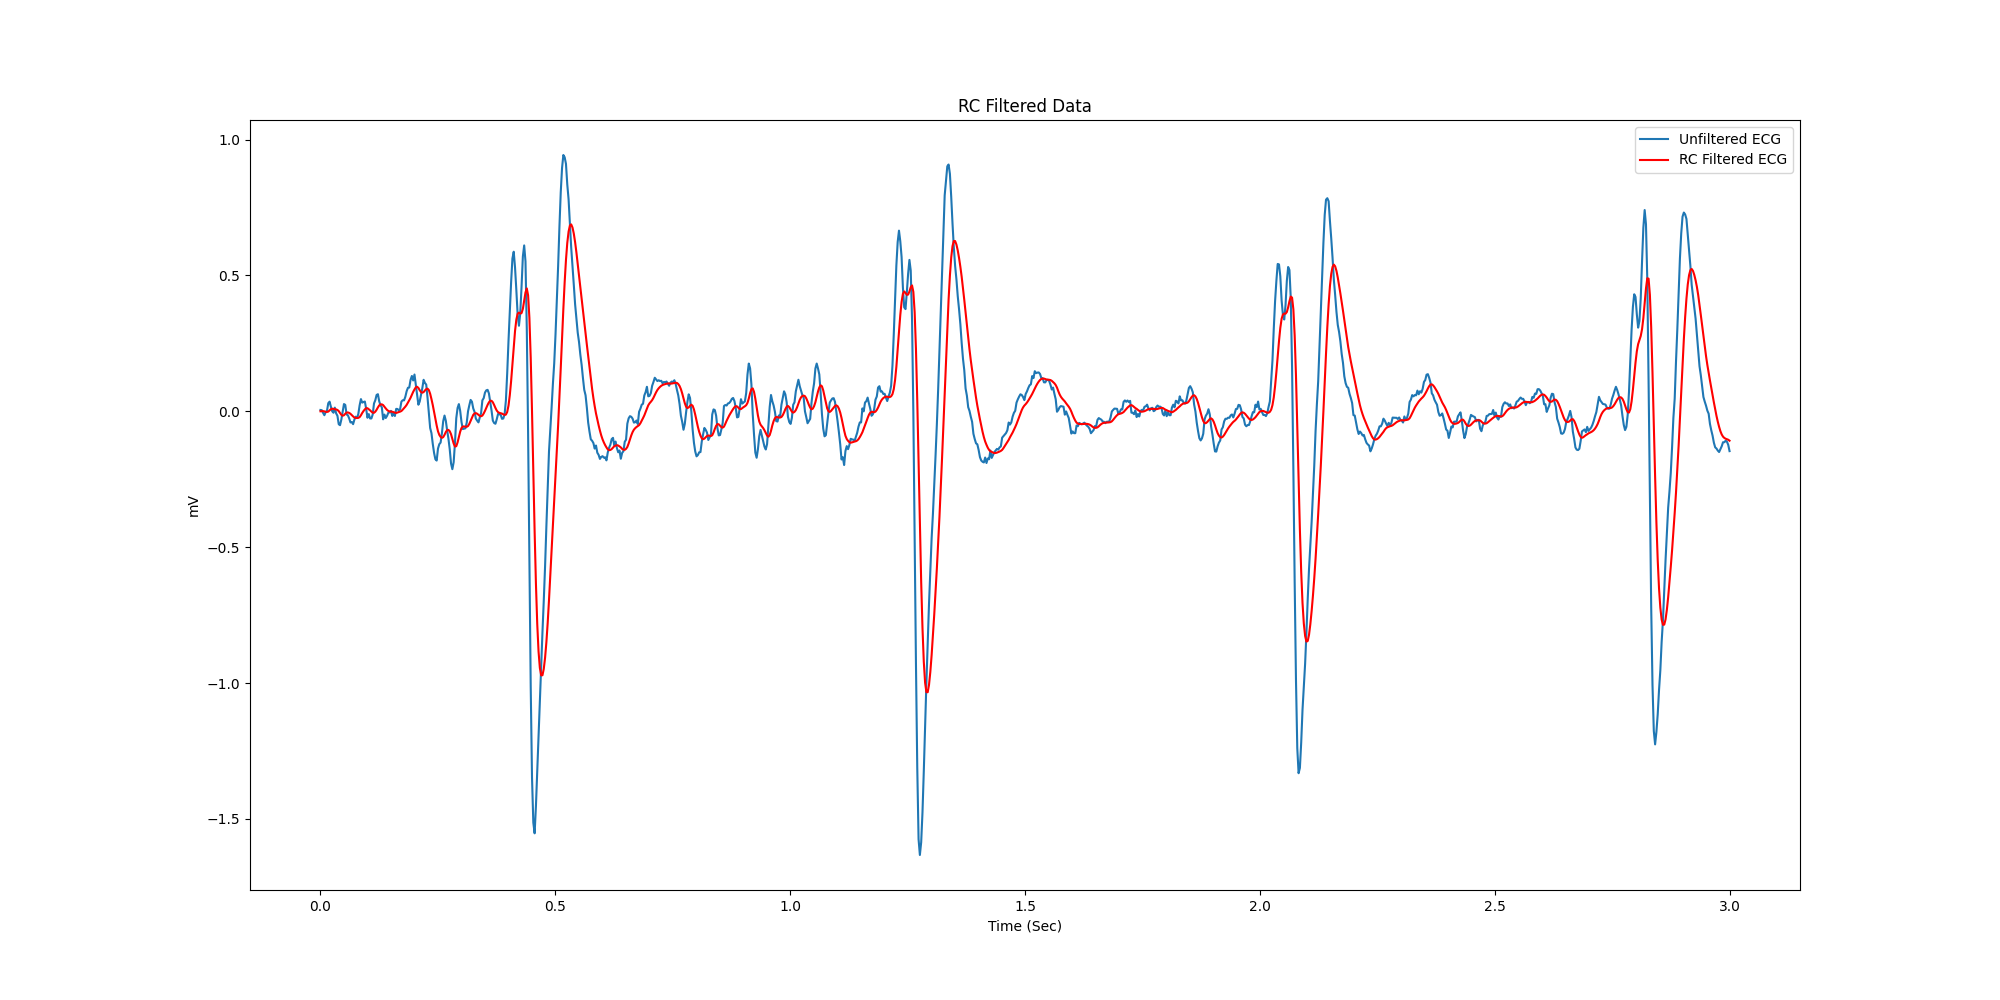 RC Filtered Data
Unfiltered ECG
RC Filtered ECG
1.0
0.5
0.0
−0.5
−1.0
−1.5
mV
0.0 0.5 1.0 1.5 2.0 2.5 3.0
Time (Sec)